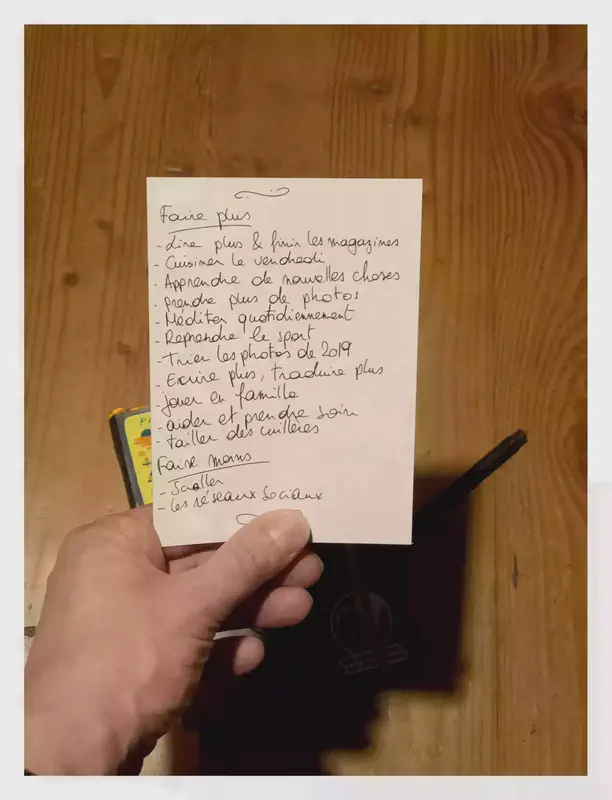 Faire plus
- Lire plus & finir les magazines
- Cuisiner le vendredi
- Apprendre de nouvelles choses
- prendre plus de photos
- Méditer quotidiennement
- Reprendre le sport
- Trier les photos de 2019
- Ecrire plus, traduire plus
- jouer en famille
- aider et prendre soin
- tailler des cuillères
Faire moins
- Scroller
- les réseaux sociaux